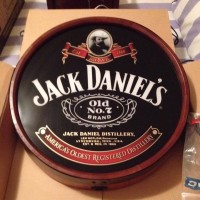 JACK DANIEL'S
Old
No. 7
BRAND
JACK DANIEL DISTILLERY,
AMERICA'S OLDEST REGISTERED DISTILLERY